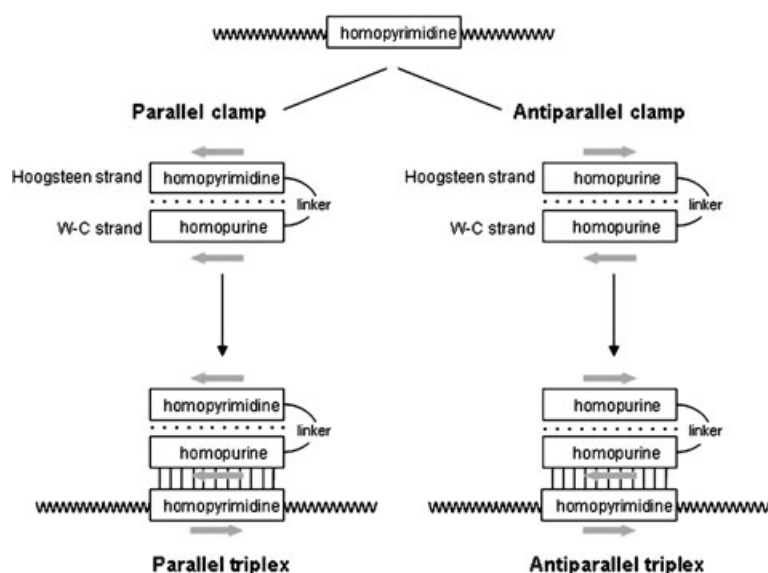 homopyrimidine
Parallel clamp
Antiparallel clamp
Hoogsteen strand
homopyrimidine
linker
W-C strand
homopurine
Hoogsteen strand
homopurine
linker
W-C strand
homopurine
homopyrimidine
linker
homopurine
homopyrimidine
homopurine
linker
homopurine
homopyrimidine
Parallel triplex
Antiparallel triplex